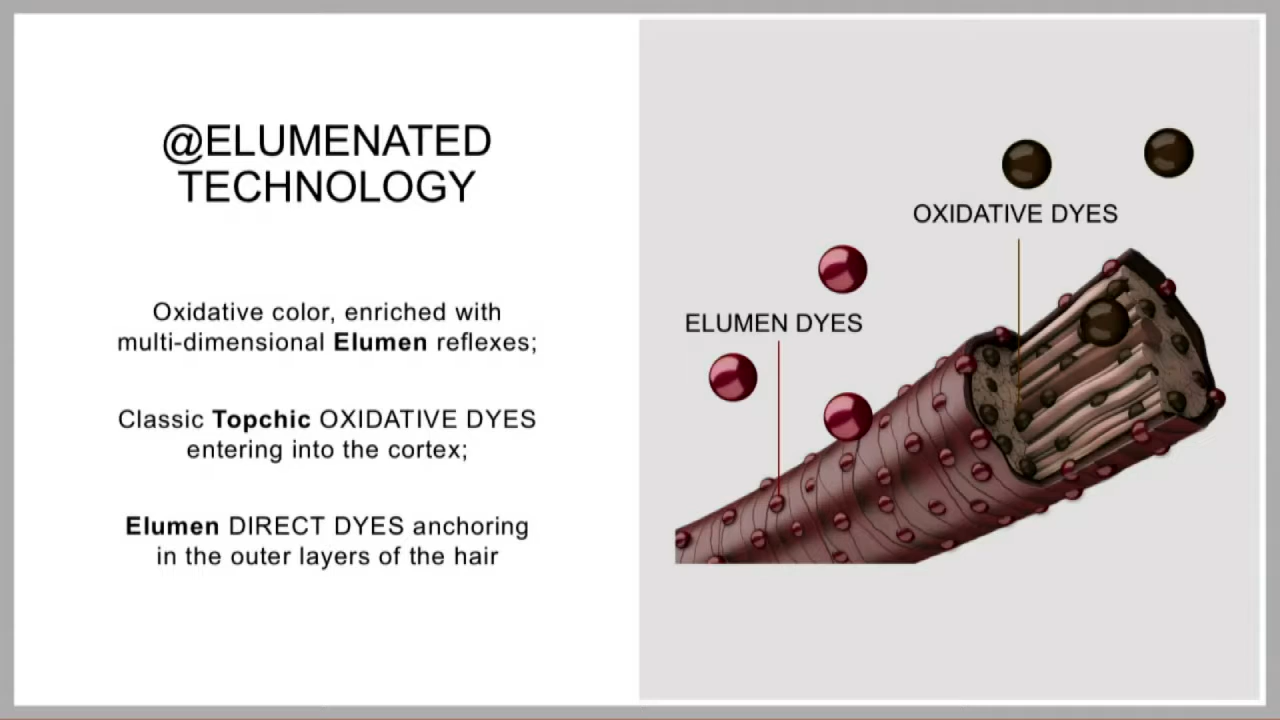 @ELUMENATED
TECHNOLOGY
Oxidative color, enriched with
multi-dimensional Elumen reflexes;
Classic Topchic OXIDATIVE DYES
entering into the cortex;
Elumen DIRECT DYES anchoring
in the outer layers of the hair
OXIDATIVE DYES
ELUMEN DYES